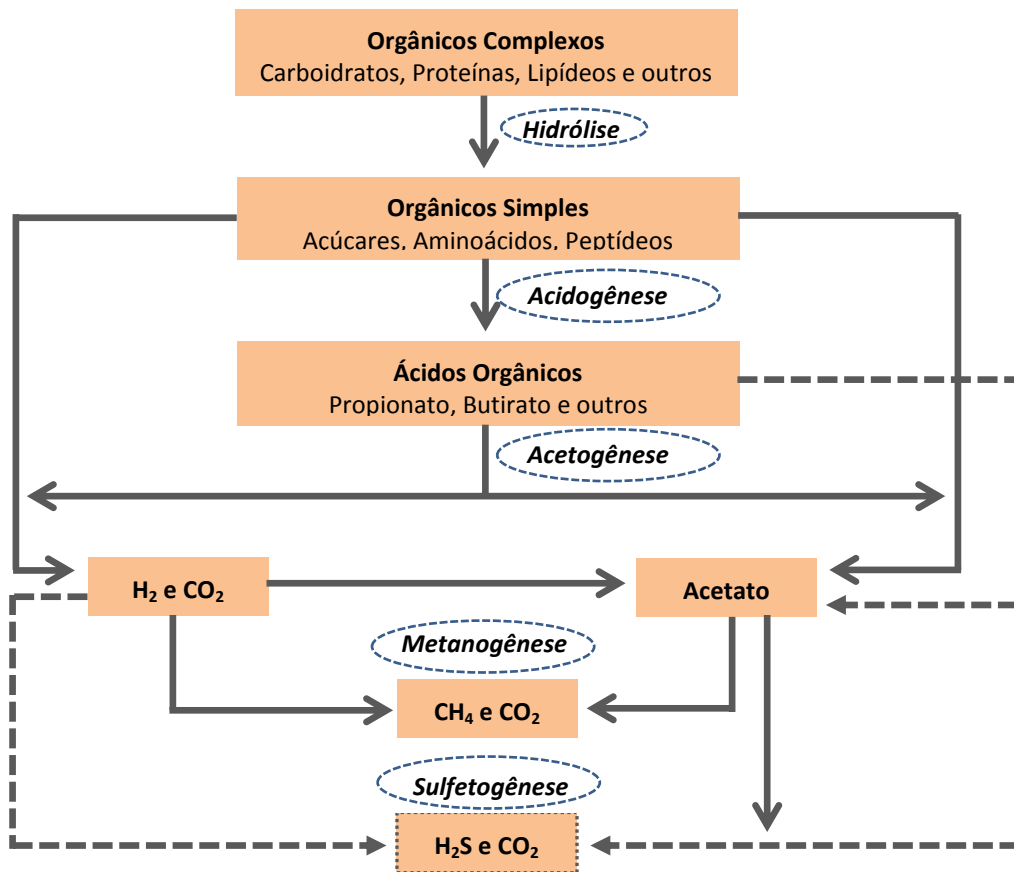 Orgânicos Complexos
Carboidratos, Proteínas, Lipídeos e outros
Hidrólise
Orgânicos Simples
Açúcares, Aminoácidos, Peptídeos
Acidogênese
Ácidos Orgânicos
Propionato, Butirato e outros
Acetogênese
H₂ e CO₂
Acetato
Metanogênese
CH₄ e CO₂
Sulfetogênese
H₂S e CO₂